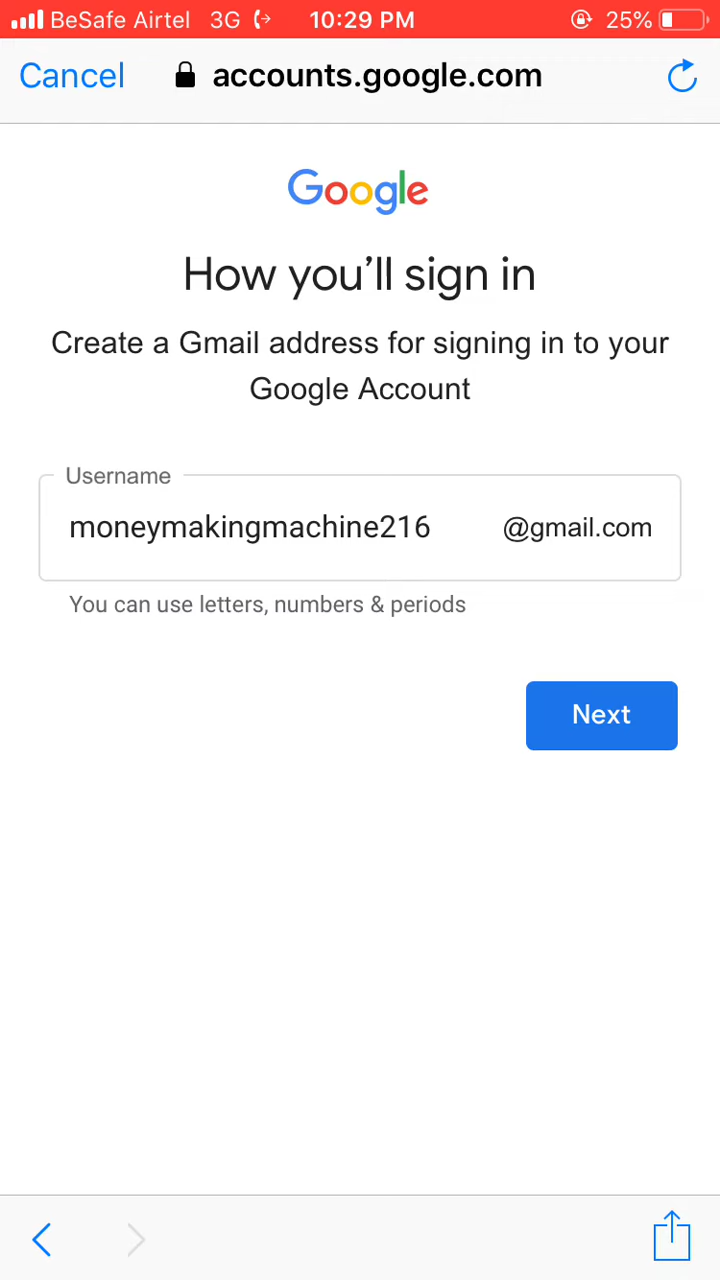 BeSafe Airtel 3G 10:29 PM 25%
Cancel accounts.google.com
Google
How you’ll sign in
Create a Gmail address for signing in to your
Google Account
Username
moneymakingmachine216 @gmail.com
You can use letters, numbers & periods
Next